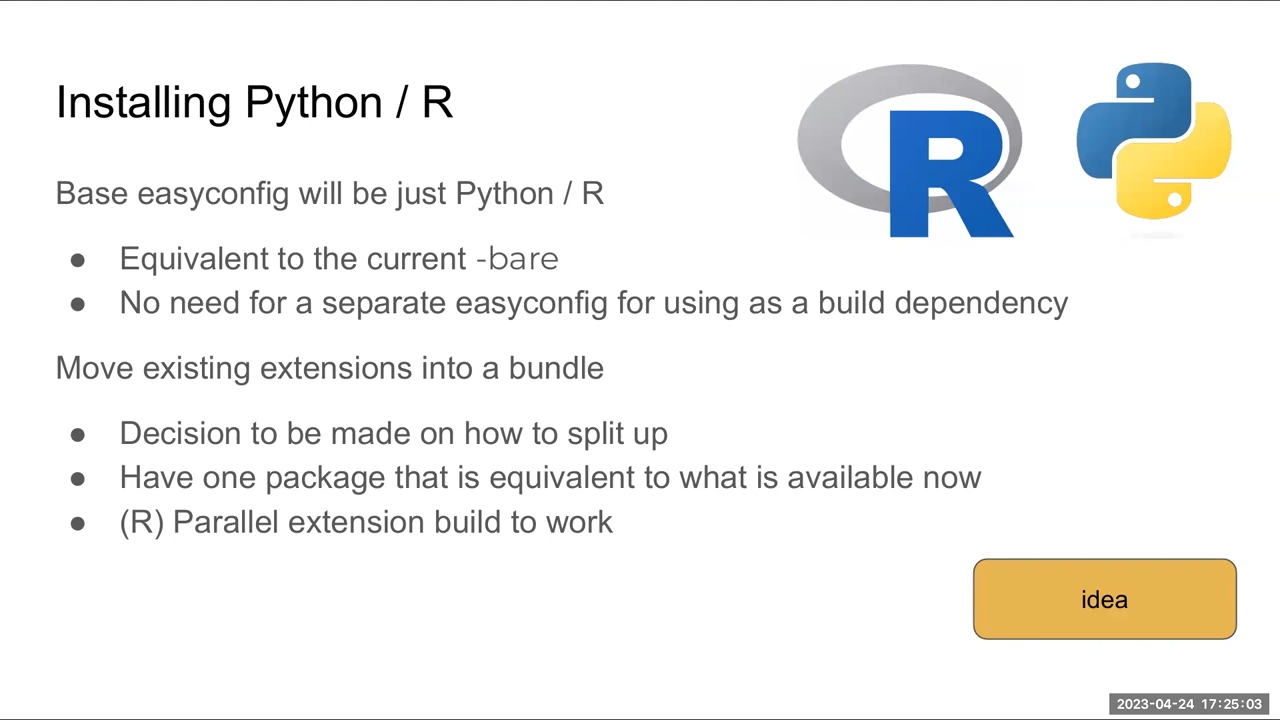 Installing Python / R
R
Base easyconfig will be just Python / R
● Equivalent to the current -bare
● No need for a separate easyconfig for using as a build dependency
Move existing extensions into a bundle
● Decision to be made on how to split up
● Have one package that is equivalent to what is available now
● (R) Parallel extension build to work
idea
2023-04-24 17:25:03